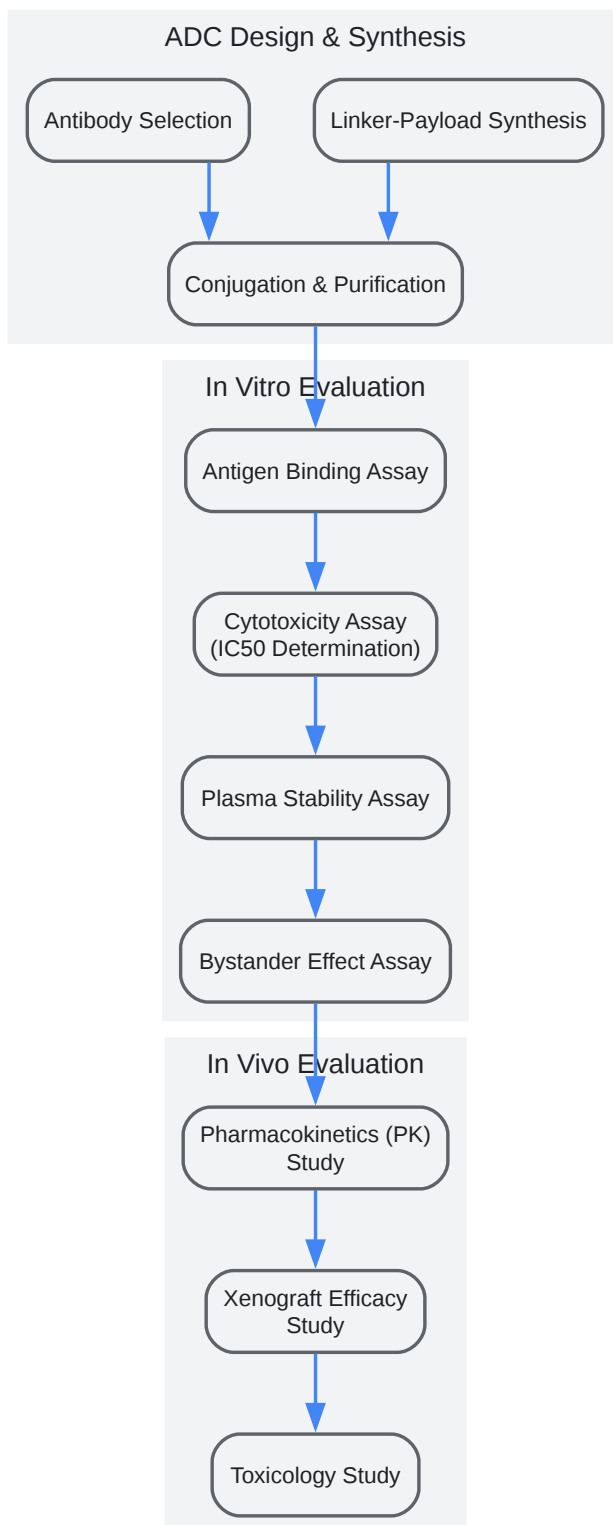 ADC Design & Synthesis
Antibody Selection
Linker-Payload Synthesis
Conjugation & Purification
In Vitro Evaluation
Antigen Binding Assay
Cytotoxicity Assay
(IC50 Determination)
Plasma Stability Assay
Bystander Effect Assay
In Vivo Evaluation
Pharmacokinetics (PK)
Study
Xenograft Efficacy
Study
Toxicology Study